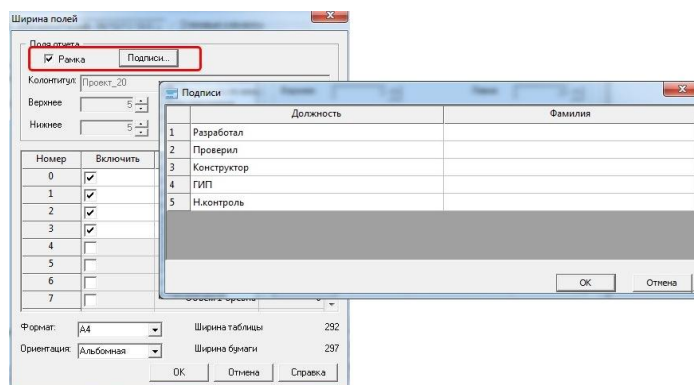 Ширина полей
Поля отчета
Рамка
Подписи...
Колонтитул:
Проект_20
Верхнее
5
Нижнее
5
Номер
Включить
0
1
2
3
4
5
6
7
Формат:
A4
Ширина таблицы
292
Ориентация:
Альбомная
Ширина бумаги
297
OK
Отмена
Справка
Подписи
Должность
Фамилия
1
Разработал
2
Проверил
3
Конструктор
4
ГИП
5
Н.контроль
OK
Отмена